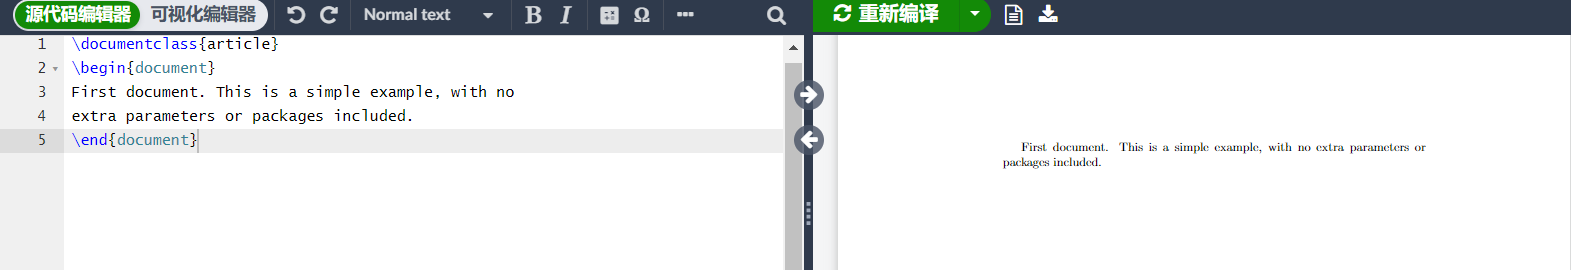 源代码编辑器 可视化编辑器 Normal text B I Ω 重新编译
1 \documentclass{article}
2 \begin{document}
3 First document. This is a simple example, with no
4 extra parameters or packages included.
5 \end{document}
First document. This is a simple example, with no extra parameters or
packages included.